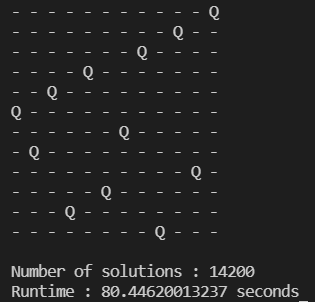 - - - - - - - - - - - Q
- - - - - - - - - Q - -
- - - - - - - Q - - - -
- - - - Q - - - - - - -
- - Q - - - - - - - - -
Q - - - - - - - - - - -
- - - - - - Q - - - - -
- Q - - - - - - - - - -
- - - - - - - - - - Q -
- - - - - Q - - - - - -
- - - Q - - - - - - - -
- - - - - - - - Q - - -
Number of solutions : 14200
Runtime : 80.44620013237 seconds